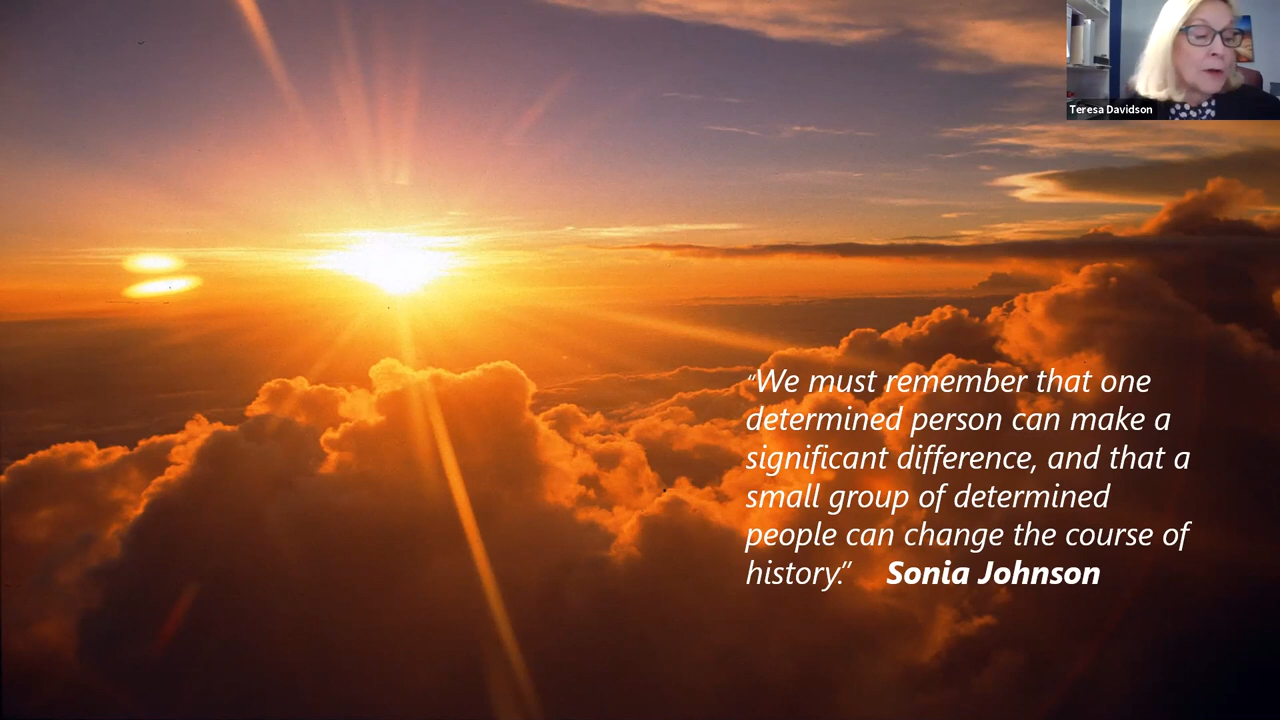 Teresa Davidson
“We must remember that one
determined person can make a
significant difference, and that a
small group of determined
people can change the course of
history.” Sonia Johnson